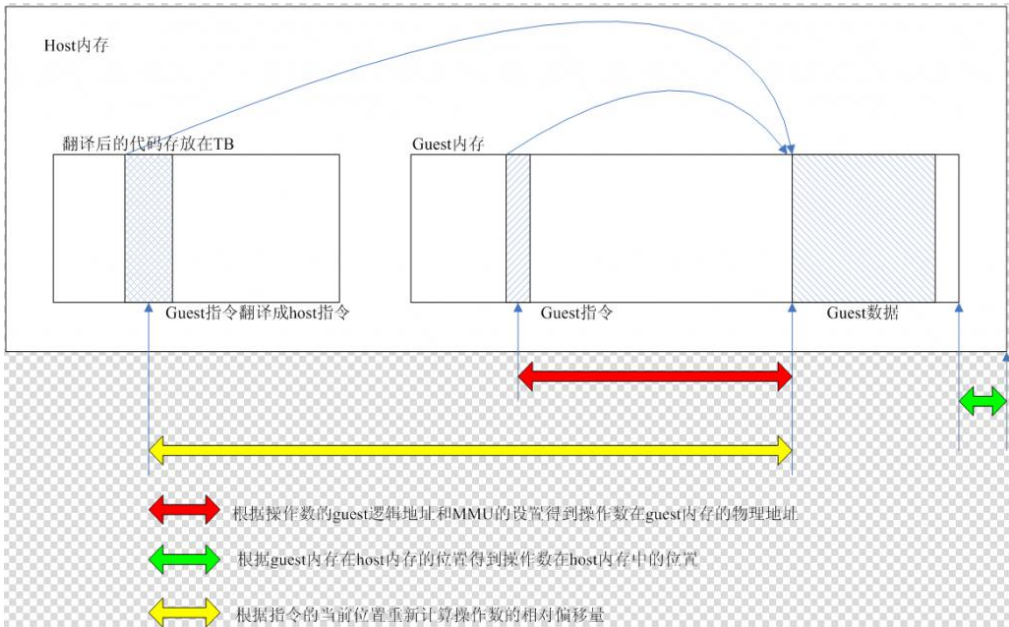 Host内存
翻译后的代码存放在TB
Guest内存
Guest指令翻译成host指令
Guest指令
Guest数据
根据操作数的guest逻辑地址和MMU的设置得到操作数在guest内存的物理地址
根据guest内存在host内存的位置得到操作数在host内存中的位置
根据指令的当前位置重新计算操作数的相对偏移量